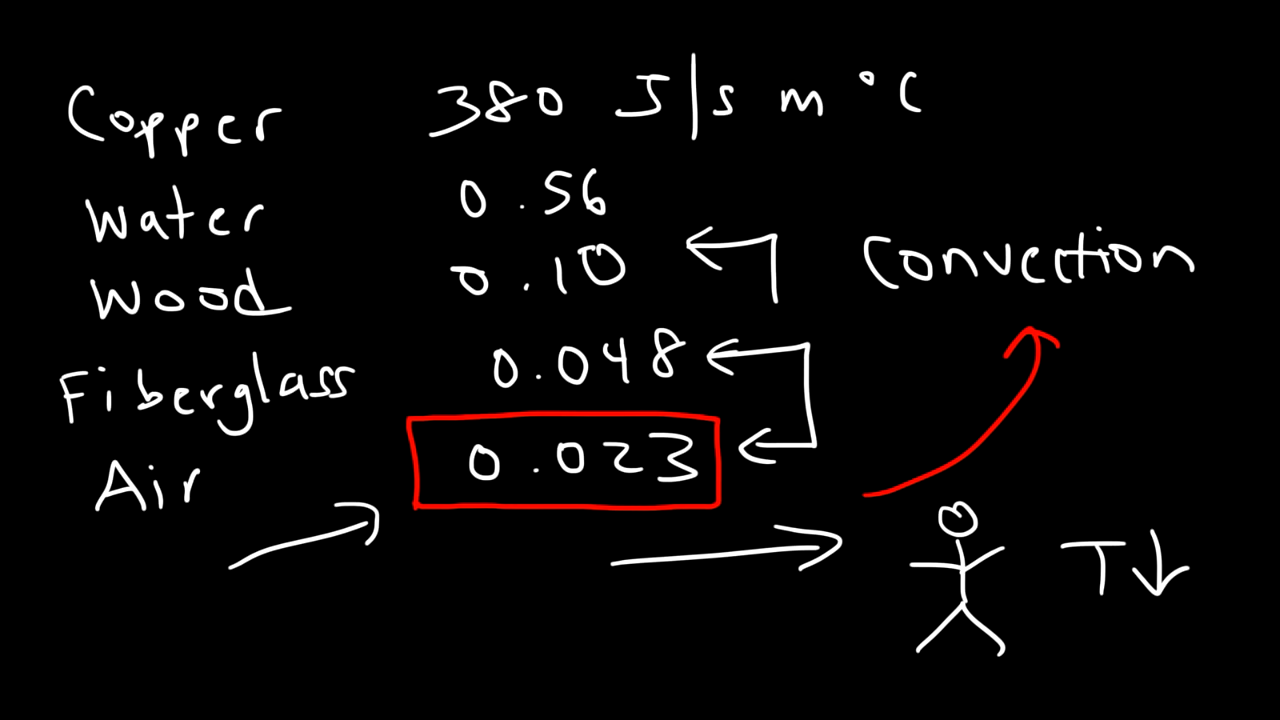 Copper 380 J/s m °C
Water 0.56
Wood 0.10
Convection
Fiberglass 0.048
Air 0.023
T↓